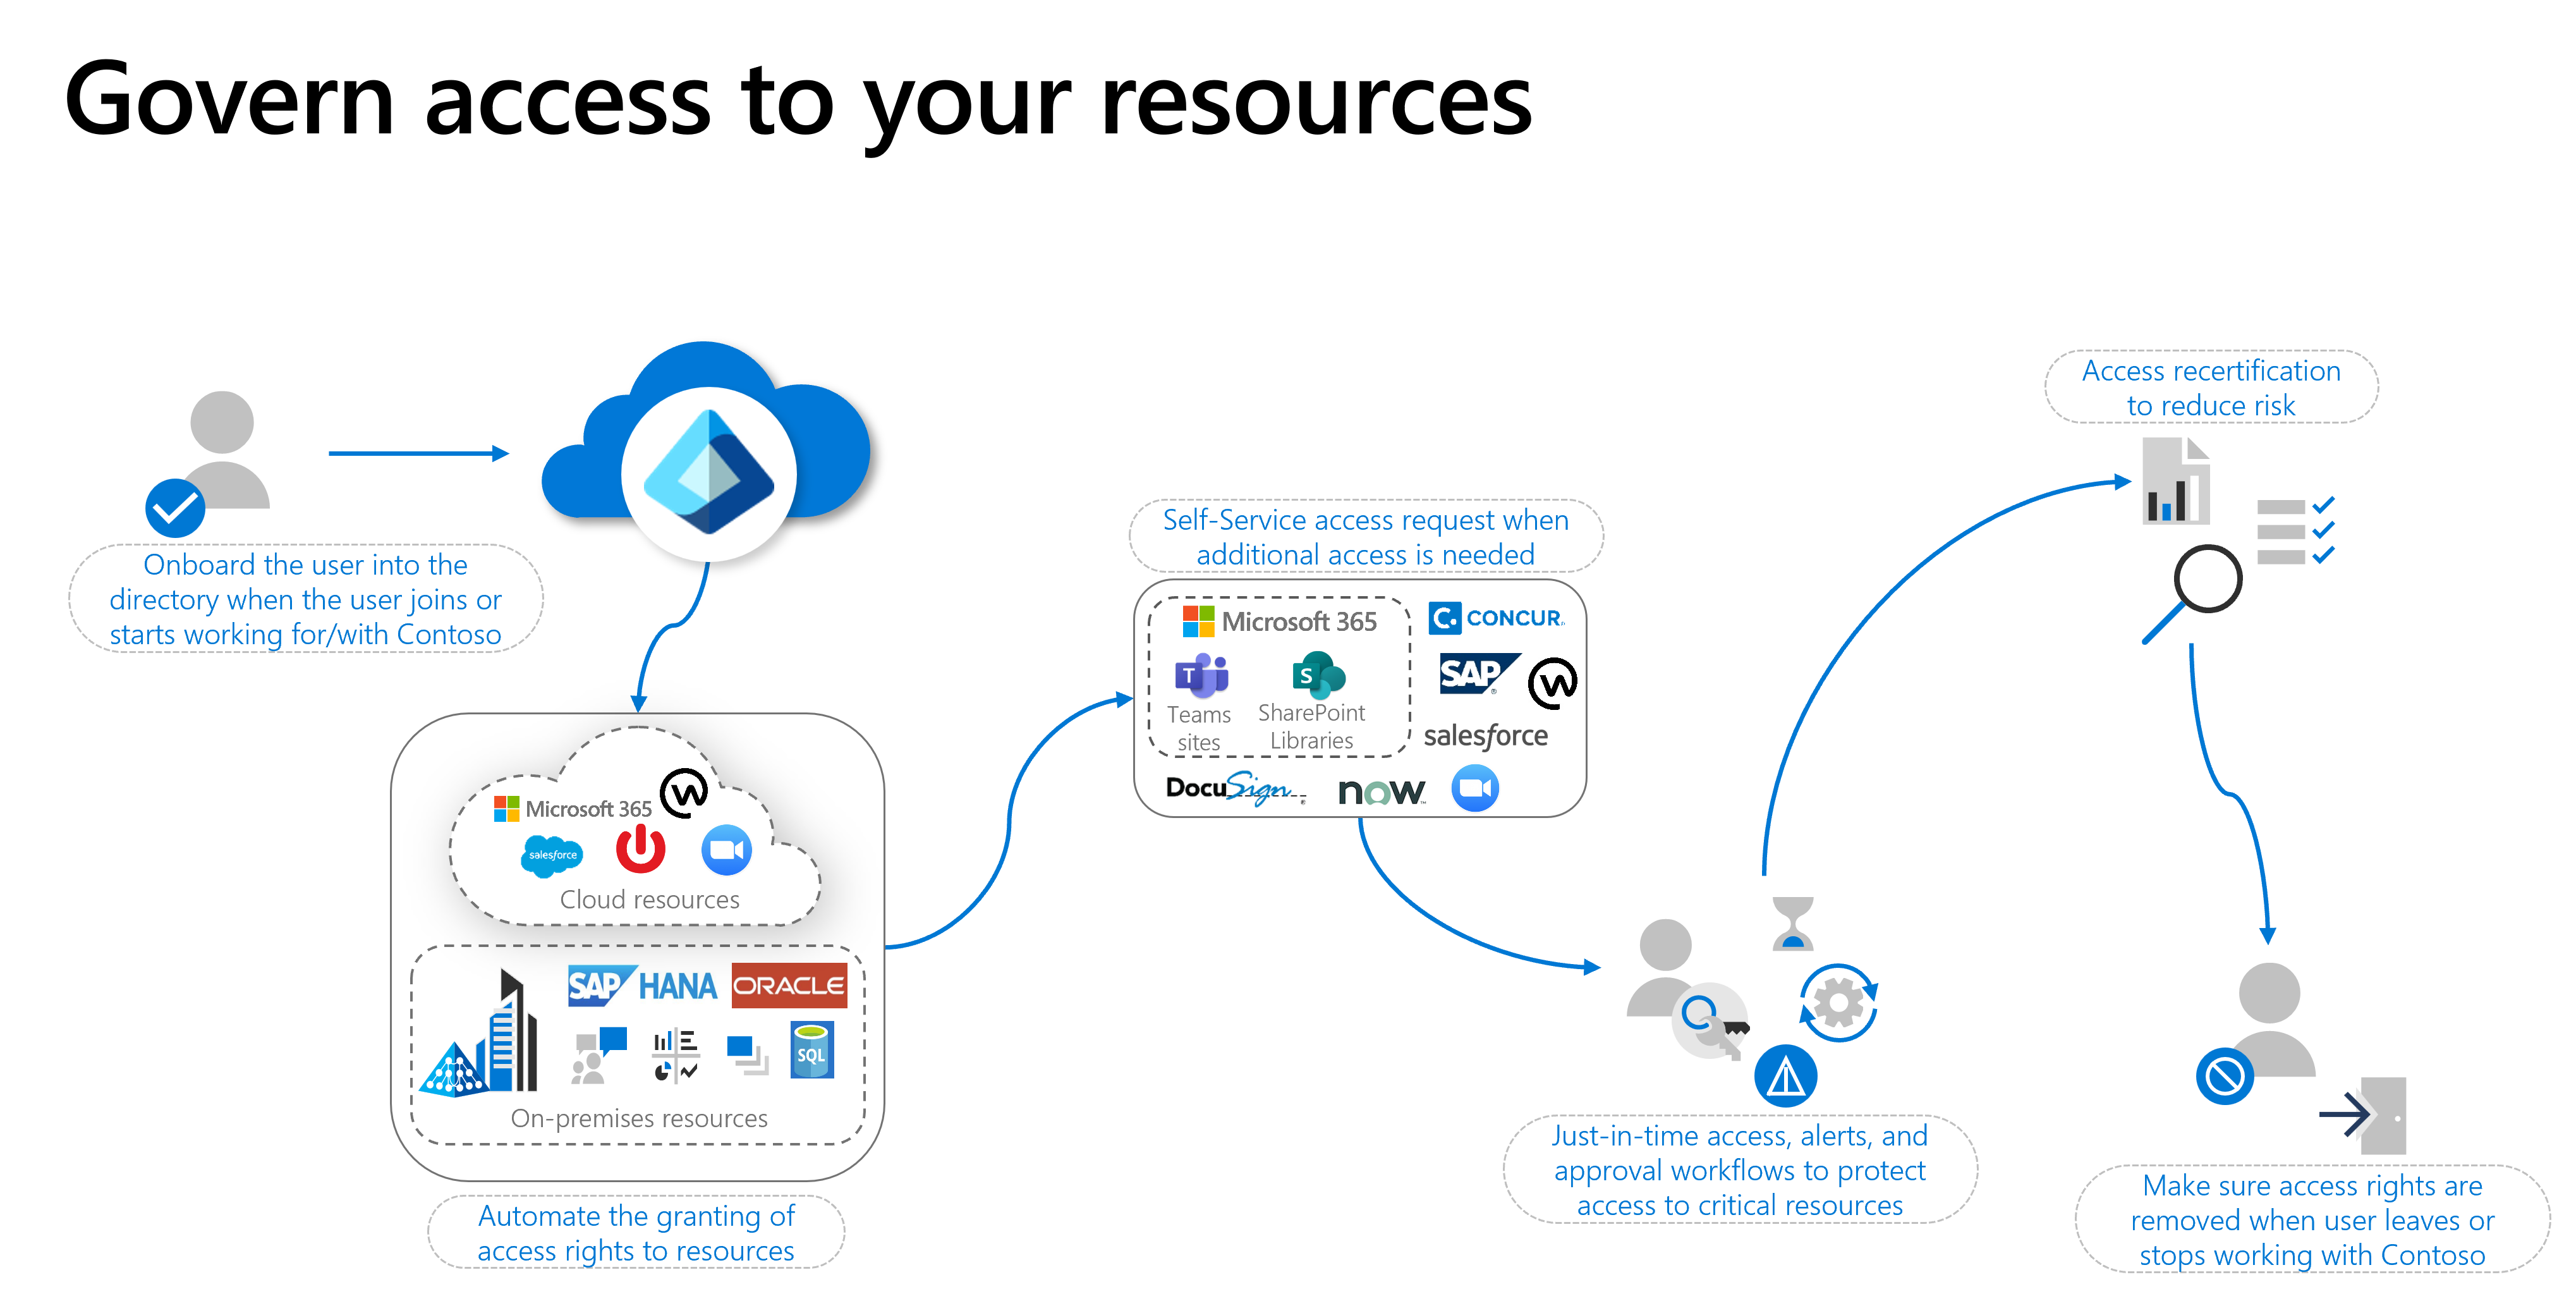 Govern access to your resources
Onboard the user into the
directory when the user joins or
starts working for/with Contoso
Microsoft 365
salesforce
Cloud resources
SAP HANA
ORACLE
SQL
On-premises resources
Automate the granting of
access rights to resources
Self-Service access request when
additional access is needed
Microsoft 365
T
Teams
sites
S
SharePoint
Libraries
C. CONCUR
SAP
W
salesforce
DocuSign
now
Just-in-time access, alerts, and
approval workflows to protect
access to critical resources
Access recertification
to reduce risk
Make sure access rights are
removed when user leaves or
stops working with Contoso